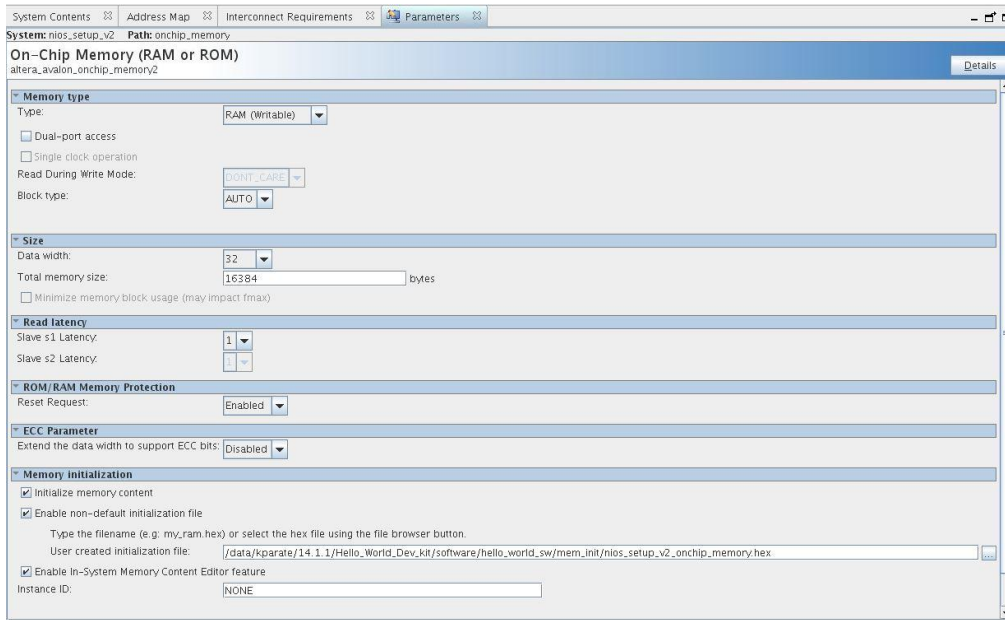 System Contents Address Map Interconnect Requirements Parameters
System: nios_setup_v2 Path: onchip_memory
On-Chip Memory (RAM or ROM)
altera_avalon_onchip_memory2
Details
Memory type
Type: RAM (Writable)
Dual-port access
Single clock operation
Read During Write Mode: DONT_CARE
Block type: AUTO
Size
Data width: 32
Total memory size: 16384 bytes
Minimize memory block usage (may impact fmax)
Read latency
Slave s1 Latency: 1
Slave s2 Latency: 1
ROM/RAM Memory Protection
Reset Request: Enabled
ECC Parameter
Extend the data width to support ECC bits: Disabled
Memory initialization
Initialize memory content
Enable non-default initialization file
Type the filename (e.g: my_ram.hex) or select the hex file using the file browser button.
User created initialization file: /data/kparate/14.1.1/Hello_World_Dev_kit/software/hello_world_sw/mem_init/nios_setup_v2_onchip_memory.hex ...
Enable In-System Memory Content Editor feature
Instance ID: NONE